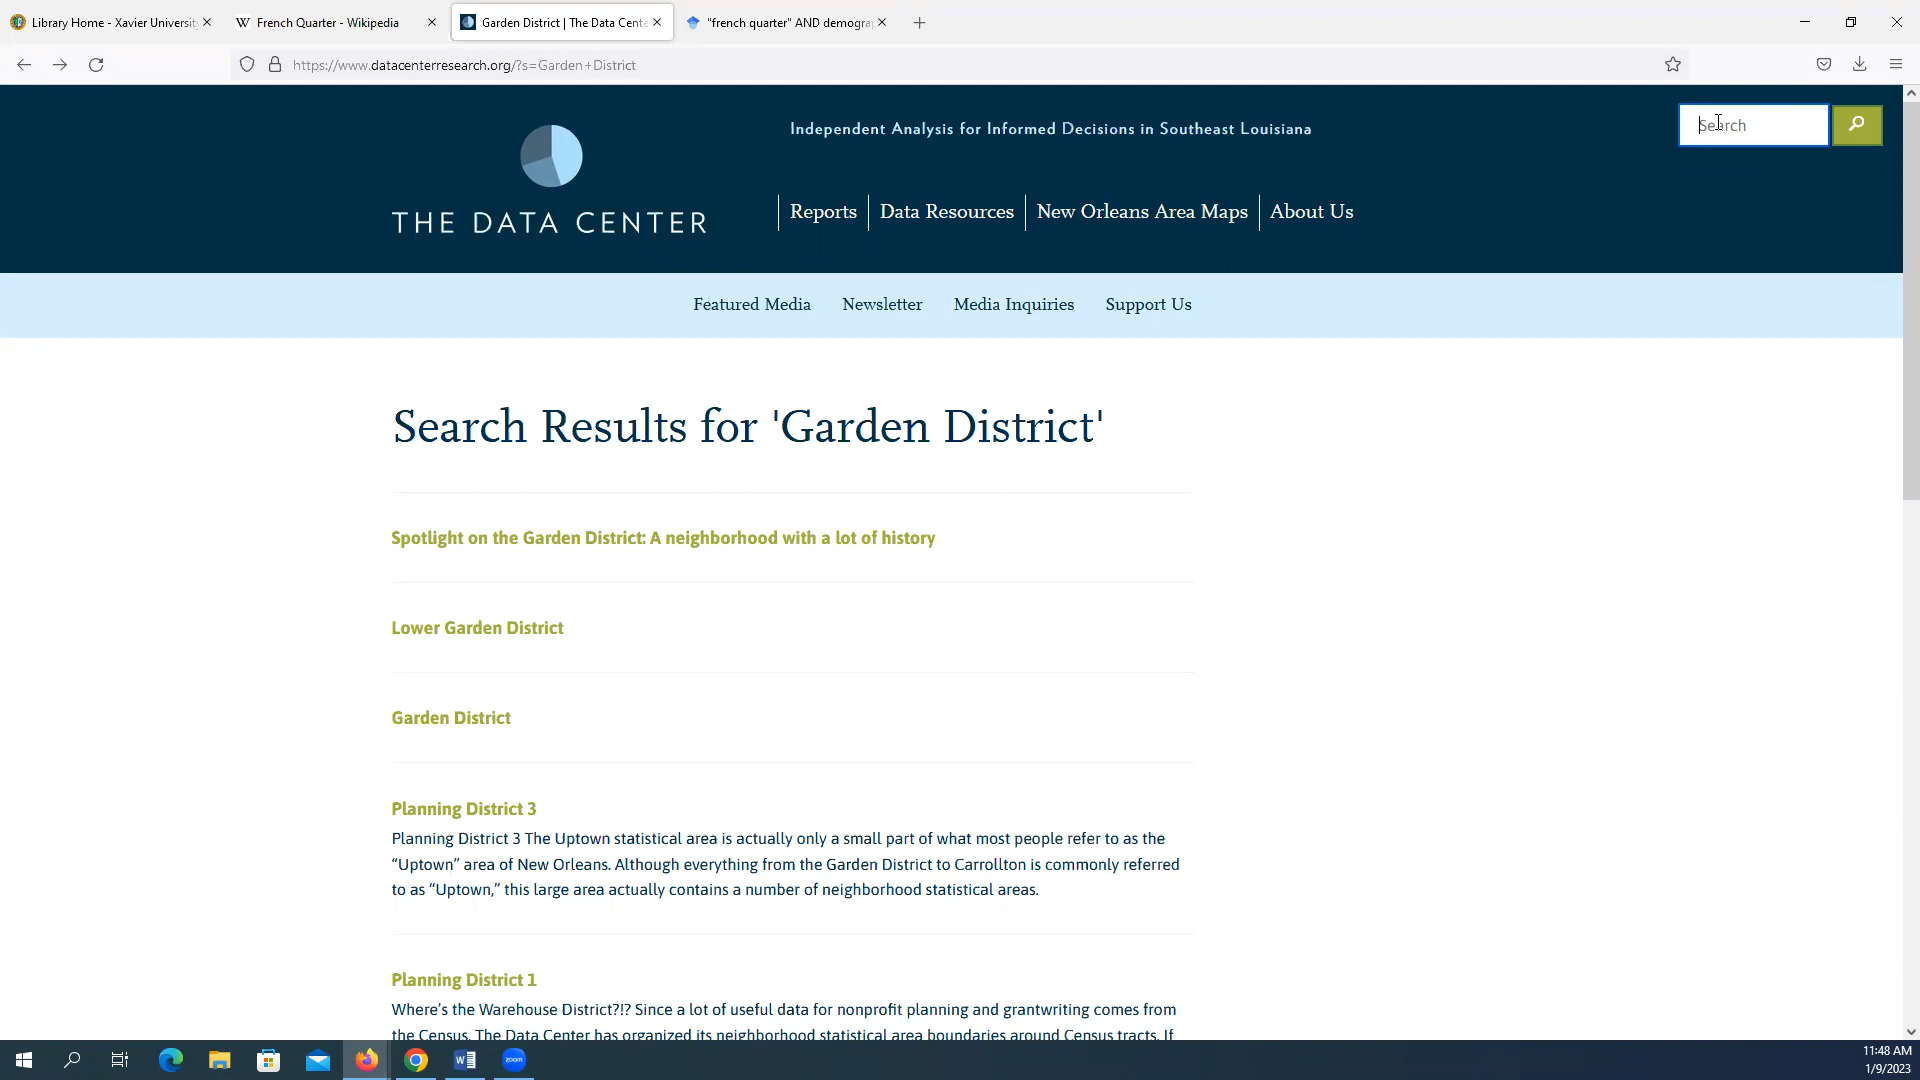 Library Home - Xavier Universit
French Quarter - Wikipedia
Garden District | The Data Cente
"french quarter" AND demogra
https://www.datacenterresearch.org/?s=Garden+District
Independent Analysis for Informed Decisions in Southeast Louisiana
Search
THE DATA CENTER
Reports
Data Resources
New Orleans Area Maps
About Us
Featured Media
Newsletter
Media Inquiries
Support Us
Search Results for 'Garden District'
Spotlight on the Garden District: A neighborhood with a lot of history
Lower Garden District
Garden District
Planning District 3
Planning District 3 The Uptown statistical area is actually only a small part of what most people refer to as the
“Uptown” area of New Orleans. Although everything from the Garden District to Carrollton is commonly referred
to as “Uptown,” this large area actually contains a number of neighborhood statistical areas.
Planning District 1
Where’s the Warehouse District?!? Since a lot of useful data for nonprofit planning and grantwriting comes from
the Census, The Data Center has organized its neighborhood statistical area boundaries around Census tracts. If
zoom
11:48 AM
1/9/2023